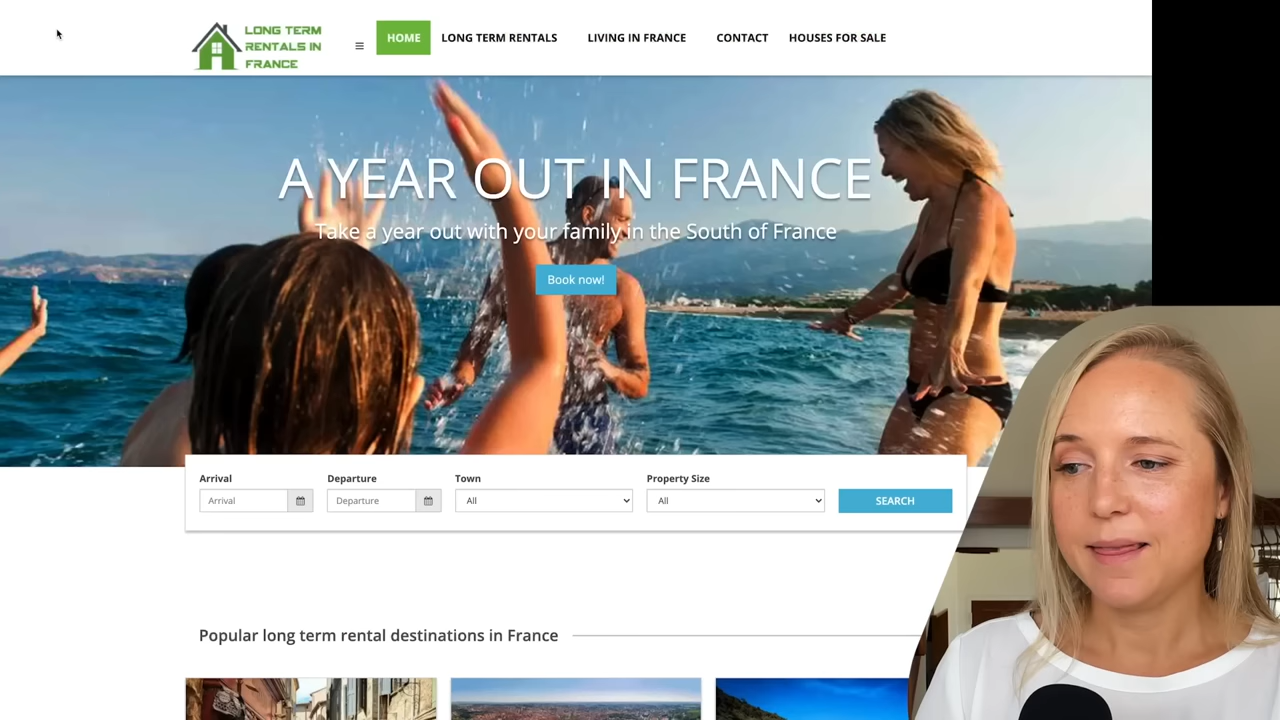 LONG TERM
RENTALS IN
FRANCE
HOME
LONG TERM RENTALS
LIVING IN FRANCE
CONTACT
HOUSES FOR SALE
A YEAR OUT IN FRANCE
Take a year out with your family in the South of France
Book now!
Arrival
Departure
Town
Property Size
Arrival
Departure
All
All
SEARCH
Popular long term rental destinations in France